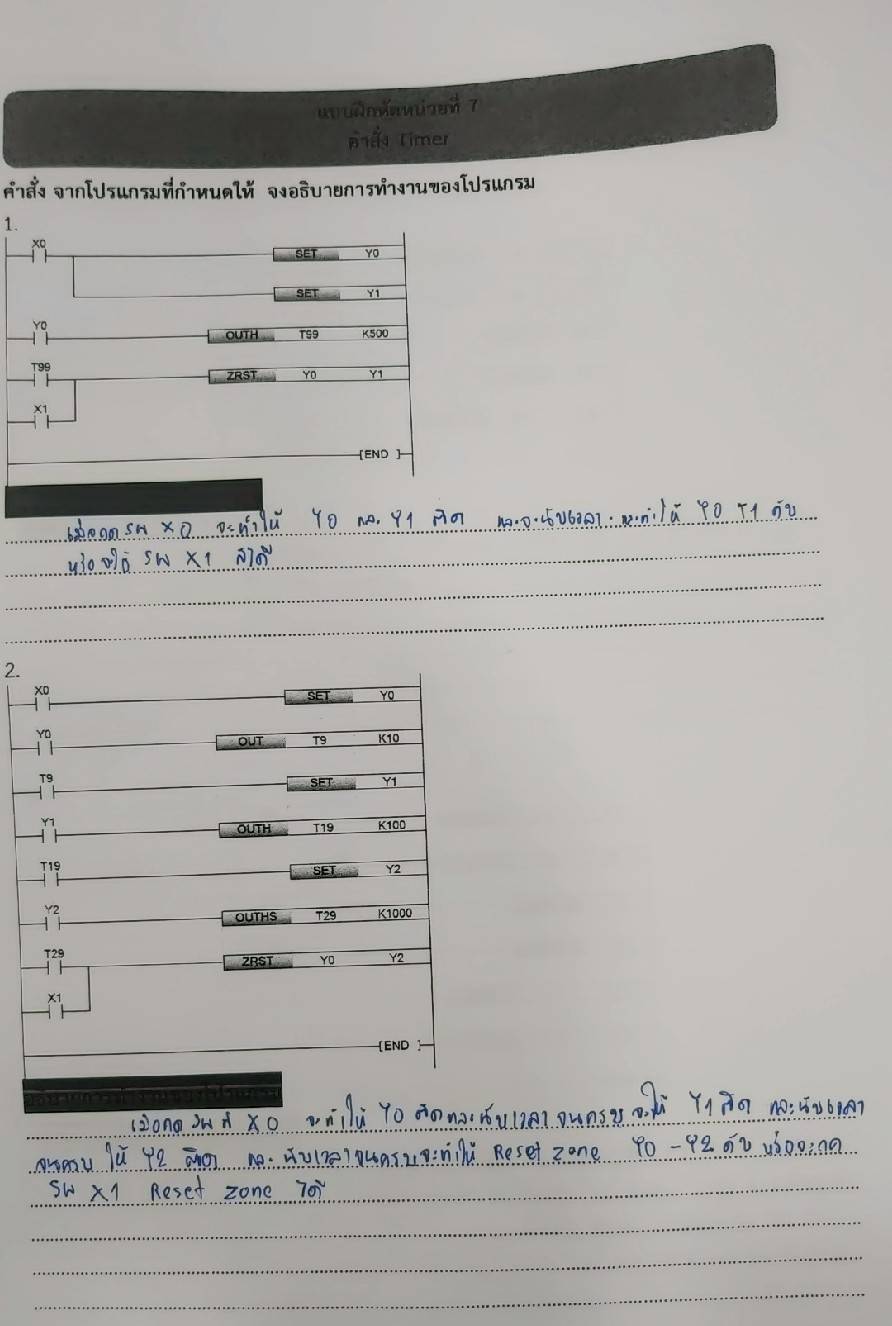 แบบฝึกหัดหน่วยที่ 7
คำสั่ง Timer
คำสั่ง จากโปรแกรมที่กำหนดให้ จงอธิบายการทำงานของโปรแกรม
1.
X0 SET Y0
SET Y1
Y0 OUTH T99 K500
T99 ZRST Y0 Y1
X1
[END ]
เมื่อกด SW X0 จะทำให้ Y0 และ Y1 ติด และจะนับเวลา จะทำให้ Y0 Y1 ดับ
หรือ SW X1 ก็ได้
2.
X0 SET Y0
Y0 OUT T9 K10
T9 SET Y1
Y1 OUTH T19 K100
T19 SET Y2
Y2 OUTHS T29 K1000
T29 ZRST Y0 Y2
X1
[END ]
เมื่อกด SW X0 จะทำให้ Y0 ติดและนับเวลาจนครบ Y1 ติด และนับเวลา
จนครบ ให้ Y2 ติด และนับเวลาจนครบจะทำให้ Reset zone Y0 - Y2 ดับ หรือจะกด
SW X1 Reset zone ได้